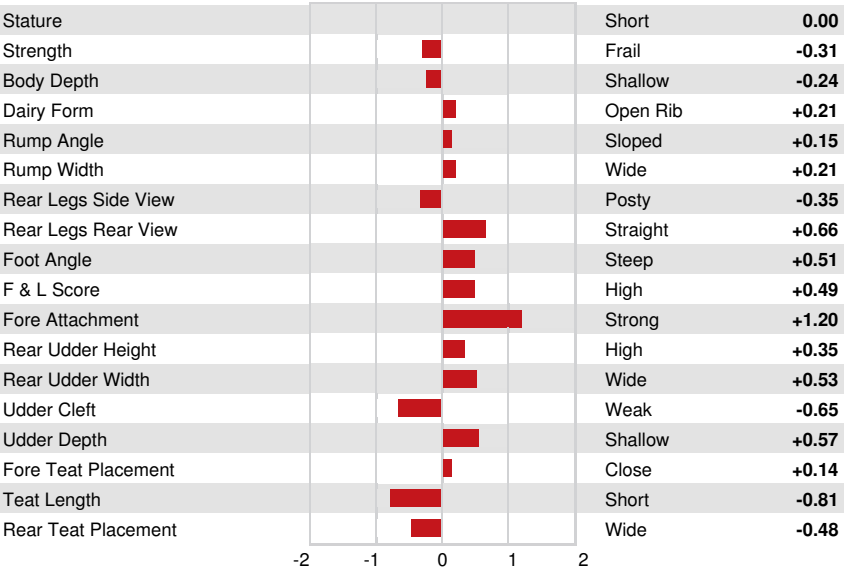 Stature Short 0.00
Strength Frail -0.31
Body Depth Shallow -0.24
Dairy Form Open Rib +0.21
Rump Angle Sloped +0.15
Rump Width Wide +0.21
Rear Legs Side View Posty -0.35
Rear Legs Rear View Straight +0.66
Foot Angle Steep +0.51
F & L Score High +0.49
Fore Attachment Strong +1.20
Rear Udder Height High +0.35
Rear Udder Width Wide +0.53
Udder Cleft Weak -0.65
Udder Depth Shallow +0.57
Fore Teat Placement Close +0.14
Teat Length Short -0.81
Rear Teat Placement Wide -0.48
-2 -1 0 1 2